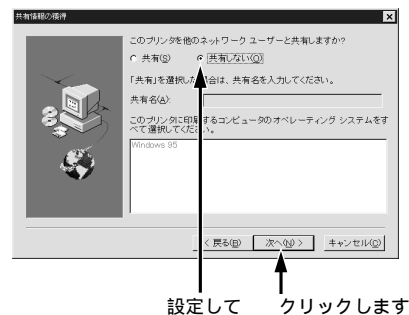 共有情報の獲得
このプリンタを他のネットワーク ユーザーと共有しますか?
共有(S) 共有しない(O)
「共有」を選択した場合は、共有名を入力してください。
共有名(A):
このプリンタに印刷するコンピュータのオペレーティング システムをす
べて選択してください。
Windows 95
< 戻る(B) 次へ(N) > キャンセル(C)
設定して クリックします